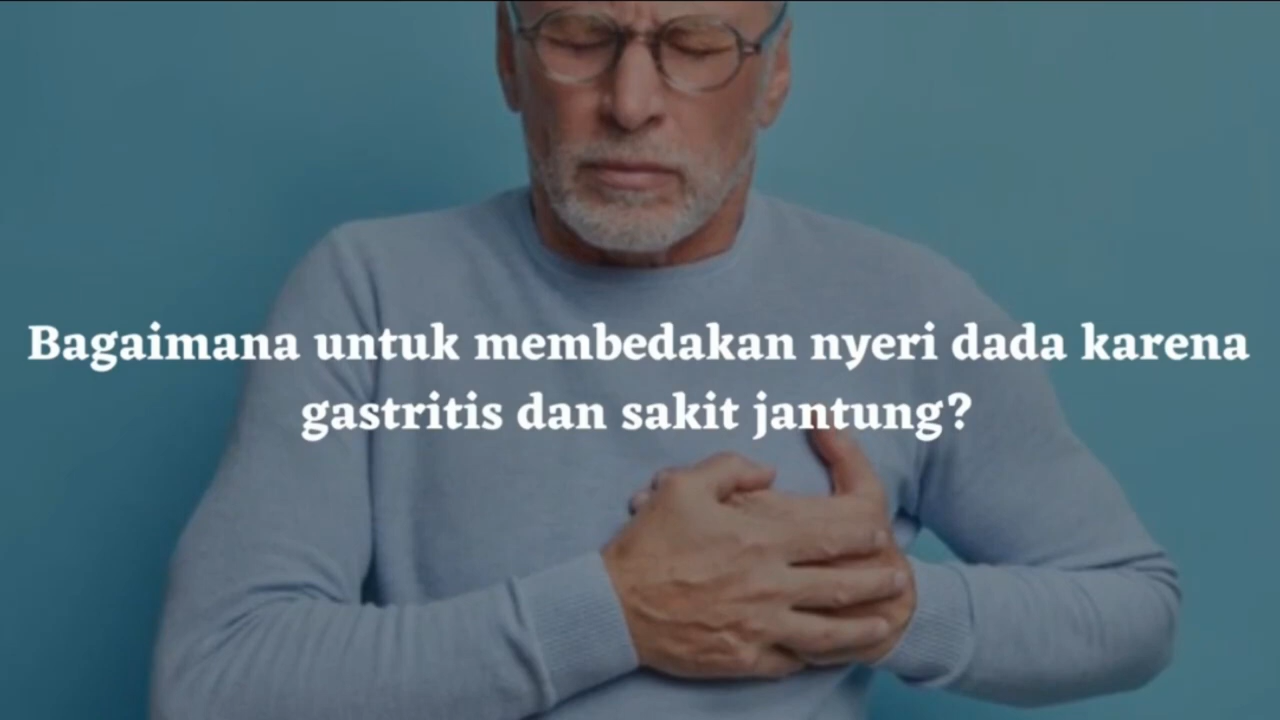 Bagaimana untuk membedakan nyeri dada karena
gastritis dan sakit jantung?